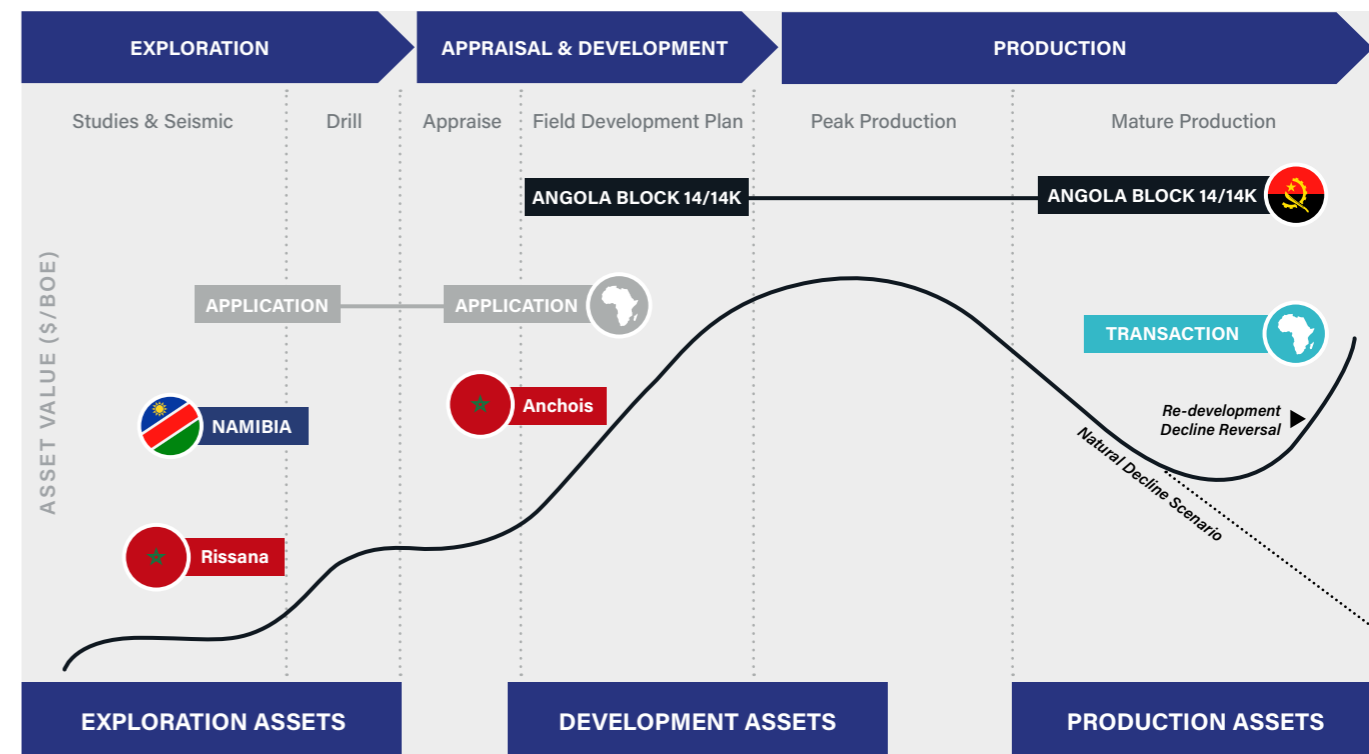 EXPLORATION
APPRAISAL & DEVELOPMENT
PRODUCTION
Studies & Seismic
Drill
Appraise
Field Development Plan
Peak Production
Mature Production
ANGOLA BLOCK 14/14K
ANGOLA BLOCK 14/14K
ASSET VALUE ($/BOE)
APPLICATION
APPLICATION
TRANSACTION
Anchois
NAMIBIA
Re-development
Decline Reversal
Natural Decline Scenario
Rissana
EXPLORATION ASSETS
DEVELOPMENT ASSETS
PRODUCTION ASSETS